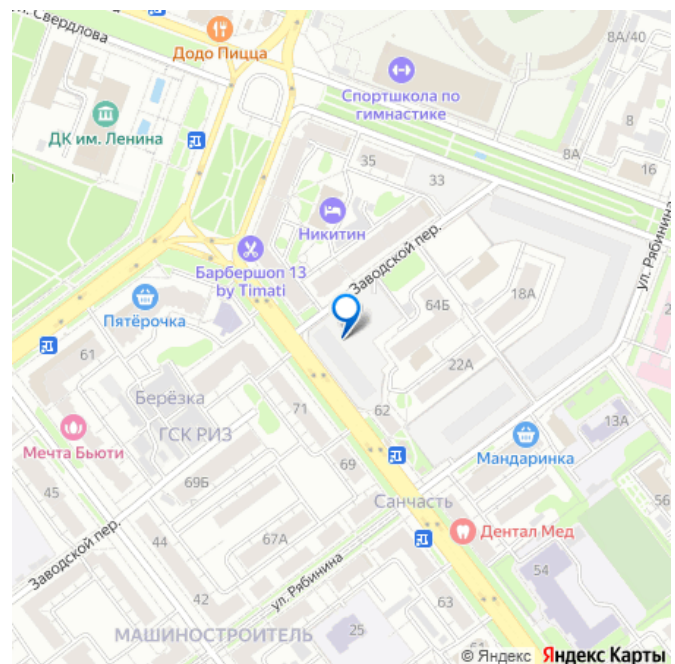 ул. Свердлова
Додо Пицца
8А/40
Спортшкола по
гимнастике
ДК им. Ленина
8
8А
16
35
33
Никитин
Заводской пер.
ул. Рябинина
Барбершоп 13
by Timati
18А
64Б
Пятёрочка
61
22А
Берёзка
71
62
13А
ГСК РИЗ
Мечта Бьюти
Мандаринка
69
69Б
45
56
Санчасть
Заводской пер.
44
67А
Дентал Мед
54
ул. Рябинина
42
63
25
МАШИНОСТРОИТЕЛЬ
© Яндекс Яндекс Карты